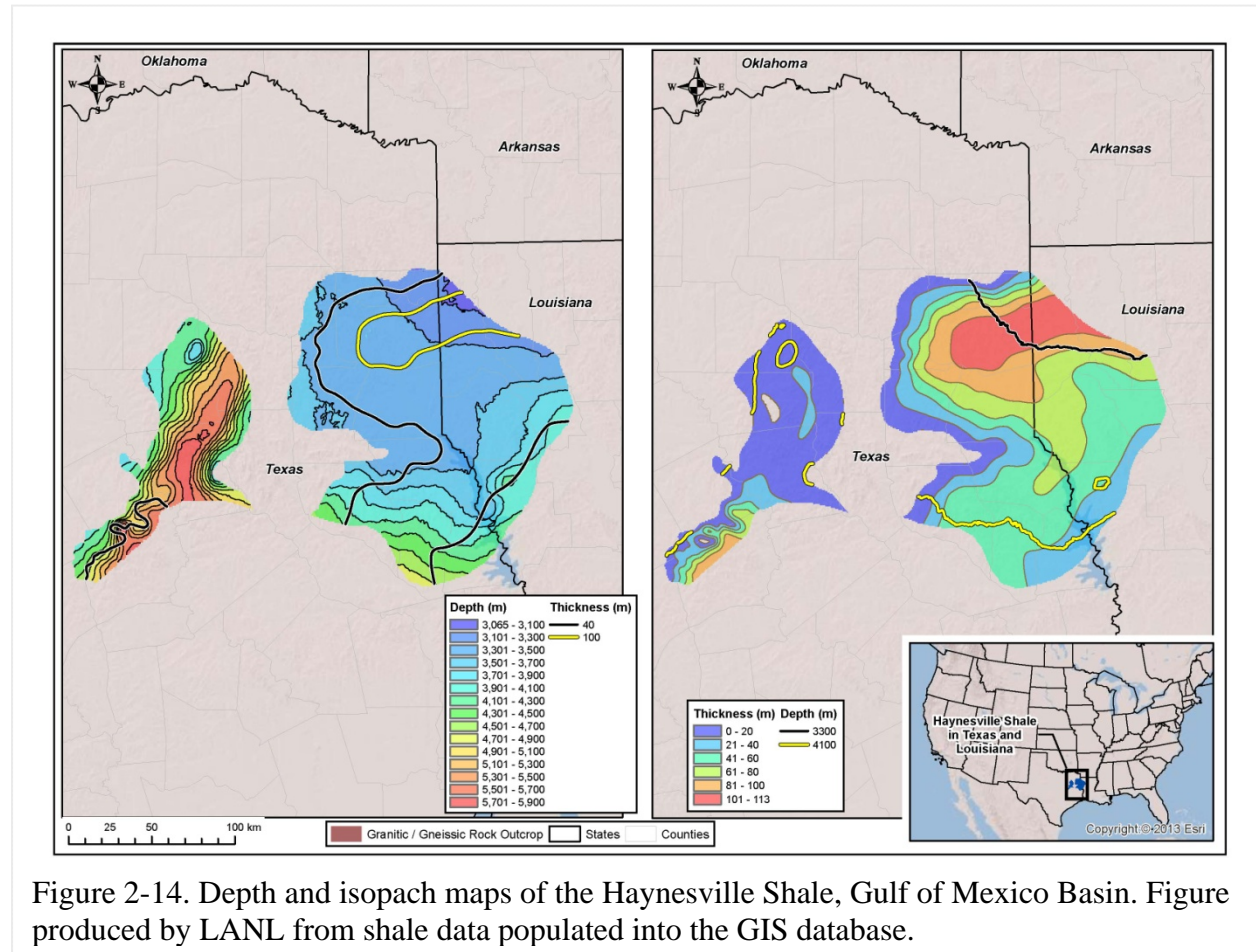 Oklahoma
N
W E
S
Arkansas
Louisiana
Texas
Depth (m) Thickness (m)
3,065 - 3,100 40
3,101 - 3,300 100
3,301 - 3,500
3,501 - 3,700
3,701 - 3,900
3,901 - 4,100
4,101 - 4,300
4,301 - 4,500
4,501 - 4,700
4,701 - 4,900
4,901 - 5,100
5,101 - 5,300
5,301 - 5,500
5,501 - 5,700
5,701 - 5,900
0 25 50 100 km
Oklahoma
N
W E
S
Arkansas
Louisiana
Texas
Thickness (m) Depth (m)
0 - 20 3300
21 - 40 4100
41 - 60
61 - 80
81 - 100
101 - 113
Haynesville Shale
in Texas and
Louisiana
Copyright:© 2013 Esri
Granitic / Gneissic Rock Outcrop States Counties
Figure 2-14. Depth and isopach maps of the Haynesville Shale, Gulf of Mexico Basin. Figure
produced by LANL from shale data populated into the GIS database.